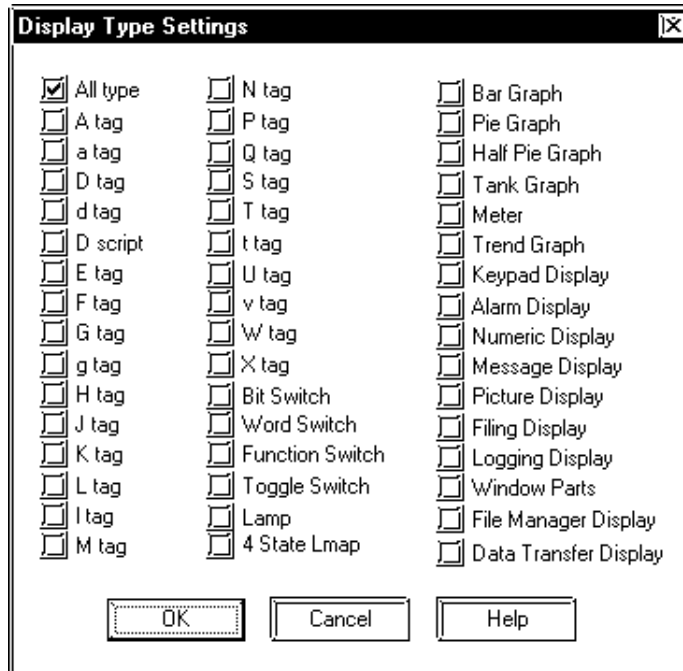 Display Type Settings
All type
A tag
a tag
D tag
d tag
D script
E tag
F tag
G tag
g tag
H tag
J tag
K tag
L tag
l tag
M tag
N tag
P tag
Q tag
S tag
T tag
t tag
U tag
v tag
W tag
X tag
Bit Switch
Word Switch
Function Switch
Toggle Switch
Lamp
4 State Lmap
Bar Graph
Pie Graph
Half Pie Graph
Tank Graph
Meter
Trend Graph
Keypad Display
Alarm Display
Numeric Display
Message Display
Picture Display
Filing Display
Logging Display
Window Parts
File Manager Display
Data Transfer Display
OK Cancel Help